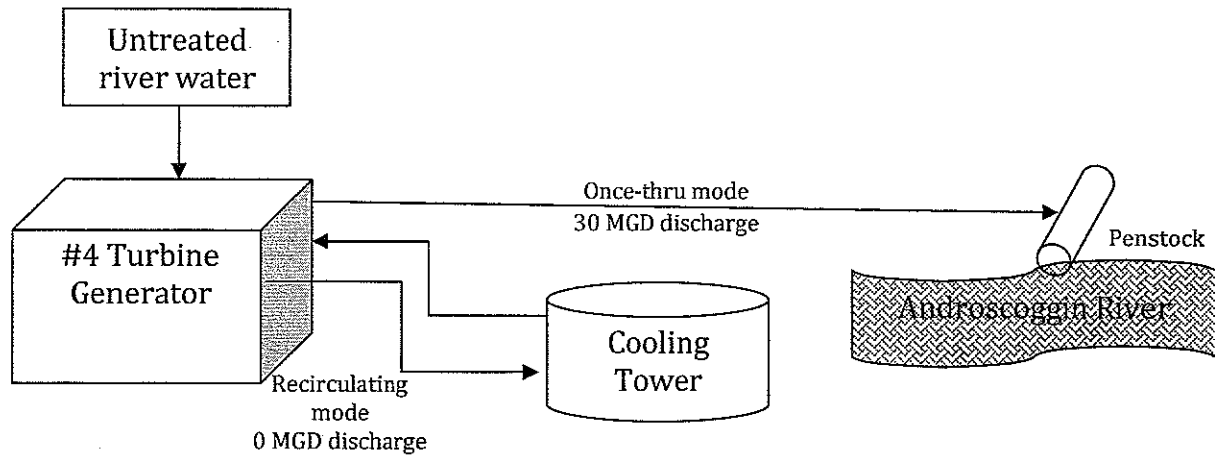 Untreated
river water
Once-thru mode
30 MGD discharge
Penstock
#4 Turbine
Generator
Androscoggin River
Cooling
Tower
Recirculating
mode
0 MGD discharge